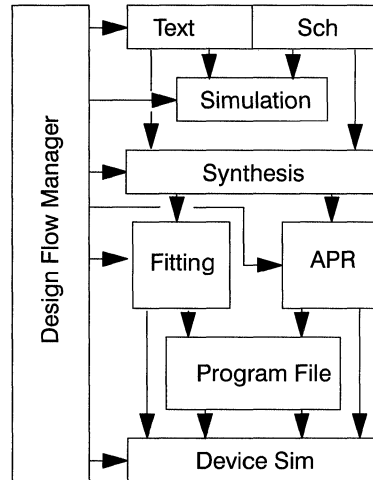 Design Flow Manager
Text Sch
Simulation
Synthesis
Fitting APR
Program File
Device Sim